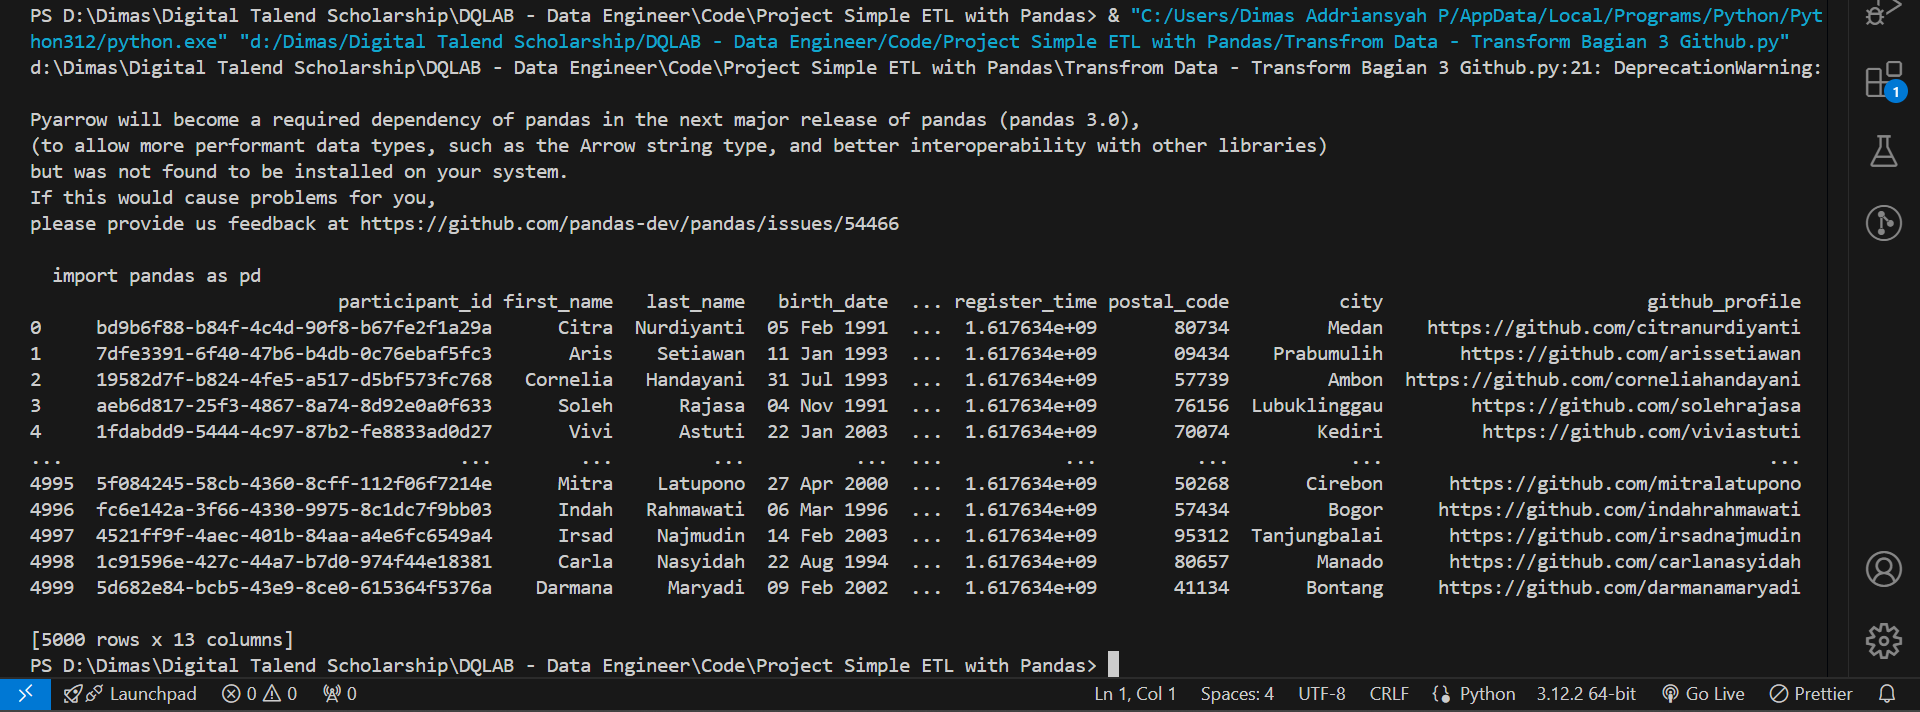 PS D:\Dimas\Digital Talend Scholarship\DQLAB - Data Engineer\Code\Project Simple ETL with Pandas> & "C:/Users/Dimas Addriansyah P/AppData/Local/Programs/Python/Pyt
hon312/python.exe" "d:/Dimas/Digital Talend Scholarship/DQLAB - Data Engineer/Code/Project Simple ETL with Pandas/Transfrom Data - Transform Bagian 3 Github.py"
d:\Dimas\Digital Talend Scholarship\DQLAB - Data Engineer\Code\Project Simple ETL with Pandas\Transfrom Data - Transform Bagian 3 Github.py:21: DeprecationWarning:
Pyarrow will become a required dependency of pandas in the next major release of pandas (pandas 3.0),
(to allow more performant data types, such as the Arrow string type, and better interoperability with other libraries)
but was not found to be installed on your system.
If this would cause problems for you,
please provide us feedback at https://github.com/pandas-dev/pandas/issues/54466
import pandas as pd
participant_id first_name last_name birth_date ... register_time postal_code city github_profile
0 bd9b6f88-b84f-4c4d-90f8-b67fe2f1a29a Citra Nurdiyanti 05 Feb 1991 ... 1.617634e+09 80734 Medan https://github.com/citranurdiyanti
1 7dfe3391-6f40-47b6-b4db-0c76ebaf5fc3 Aris Setiawan 11 Jan 1993 ... 1.617634e+09 09434 Prabumulih https://github.com/arissetiawan
2 19582d7f-b824-4fe5-a517-d5bf573fc768 Cornelia Handayani 31 Jul 1993 ... 1.617634e+09 57739 Ambon https://github.com/corneliahandayani
3 aeb6d817-25f3-4867-8a74-8d92e0a0f633 Soleh Rajasa 04 Nov 1991 ... 1.617634e+09 76156 Lubuklinggau https://github.com/solehrajasa
4 1fdabdd9-5444-4c97-87b2-fe8833ad0d27 Vivi Astuti 22 Jan 2003 ... 1.617634e+09 70074 Kediri https://github.com/viviastuti
... ... ... ... ... ... ... ... ... ...
4995 5f084245-58cb-4360-8cff-112f06f7214e Mitra Latupono 27 Apr 2000 ... 1.617634e+09 50268 Cirebon https://github.com/mitralatupono
4996 fc6e142a-3f66-4330-9975-8c1dc7f9bb03 Indah Rahmawati 06 Mar 1996 ... 1.617634e+09 57434 Bogor https://github.com/indahrahmawati
4997 4521ff9f-4aec-401b-84aa-a4e6fc6549a4 Irsad Najmudin 14 Feb 2003 ... 1.617634e+09 95312 Tanjungbalai https://github.com/irsadnajmudin
4998 1c91596e-427c-44a7-b7d0-974f44e18381 Carla Nasyidah 22 Aug 1994 ... 1.617634e+09 80657 Manado https://github.com/carlanasyidah
4999 5d682e84-bcb5-43e9-8ce0-615364f5376a Darmana Maryadi 09 Feb 2002 ... 1.617634e+09 41134 Bontang https://github.com/darmanamaryadi
[5000 rows x 13 columns]
PS D:\Dimas\Digital Talend Scholarship\DQLAB - Data Engineer\Code\Project Simple ETL with Pandas>
1
Launchpad 0 0 0 Ln 1, Col 1 Spaces: 4 UTF-8 CRLF Python 3.12.2 64-bit Go Live Prettier